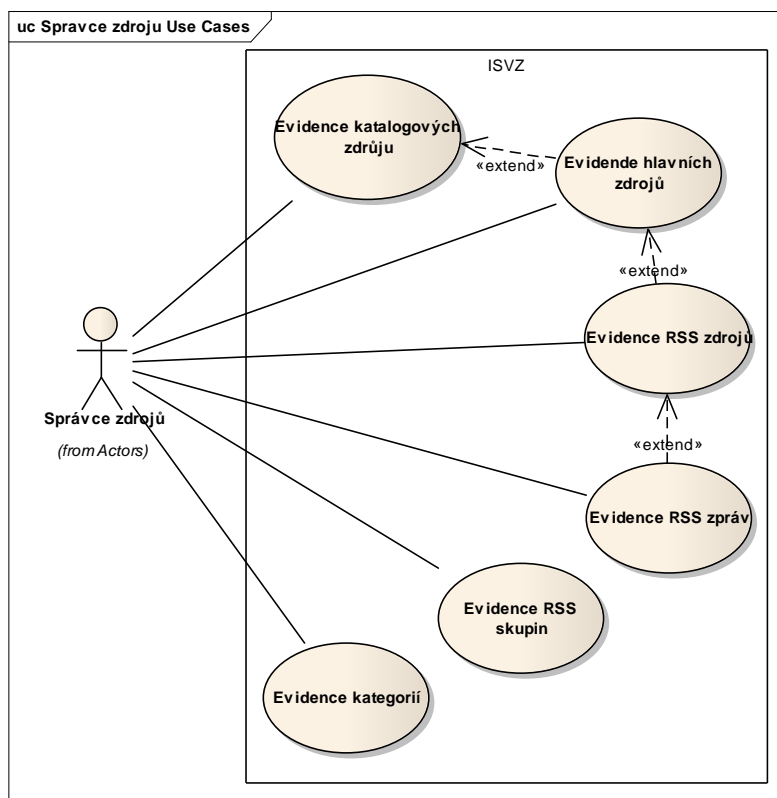 uc Spravce zdroju Use Cases
ISVZ
Evidence katalogových
zdrůju
«extend»
Evidende hlavních
zdrojů
«extend»
Evidence RSS zdrojů
Správce zdrojů
(from Actors)
«extend»
Evidence RSS zpráv
Evidence RSS
skupin
Evidence kategorií